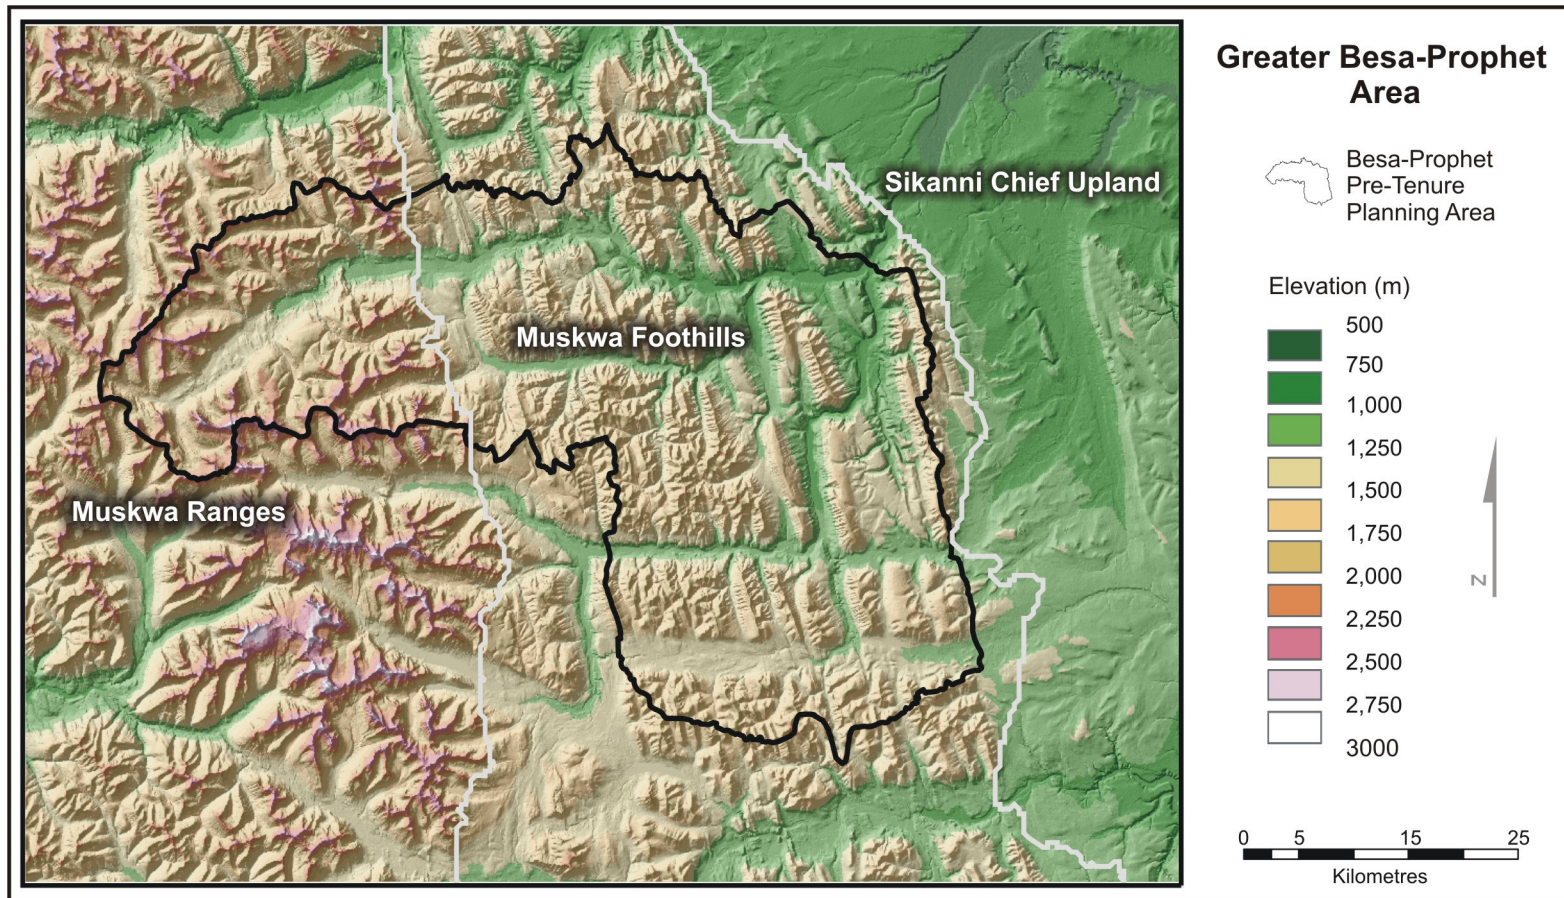 Greater Besa-Prophet
Area
Besa-Prophet
Pre-Tenure
Planning Area
Sikanni Chief Upland
Muskwa Foothills
Muskwa Ranges
Elevation (m)
500
750
1,000
1,250
1,500
1,750
2,000
2,250
2,500
2,750
3000
N
0 5 15 25
Kilometres